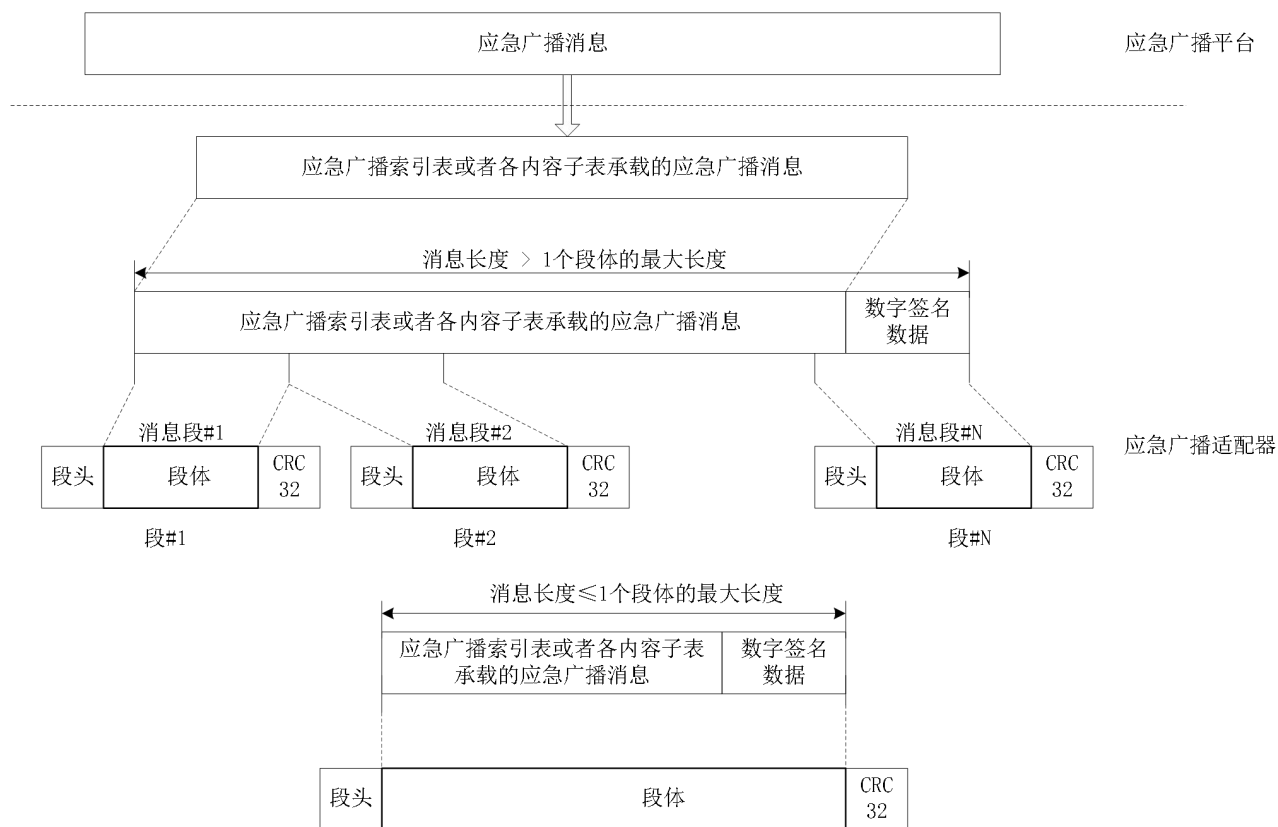 应急广播消息
应急广播平台
应急广播索引表或者各内容子表承载的应急广播消息
消息长度 > 1个段体的最大长度
应急广播索引表或者各内容子表承载的应急广播消息
数字签名
数据
消息段#1
消息段#2
消息段#N
段头
段体
CRC
32
段头
段体
CRC
32
段头
段体
CRC
32
应急广播适配器
段#1
段#2
段#N
消息长度≤1个段体的最大长度
应急广播索引表或者各内容子表
承载的应急广播消息
数字签名
数据
段头
段体
CRC
32